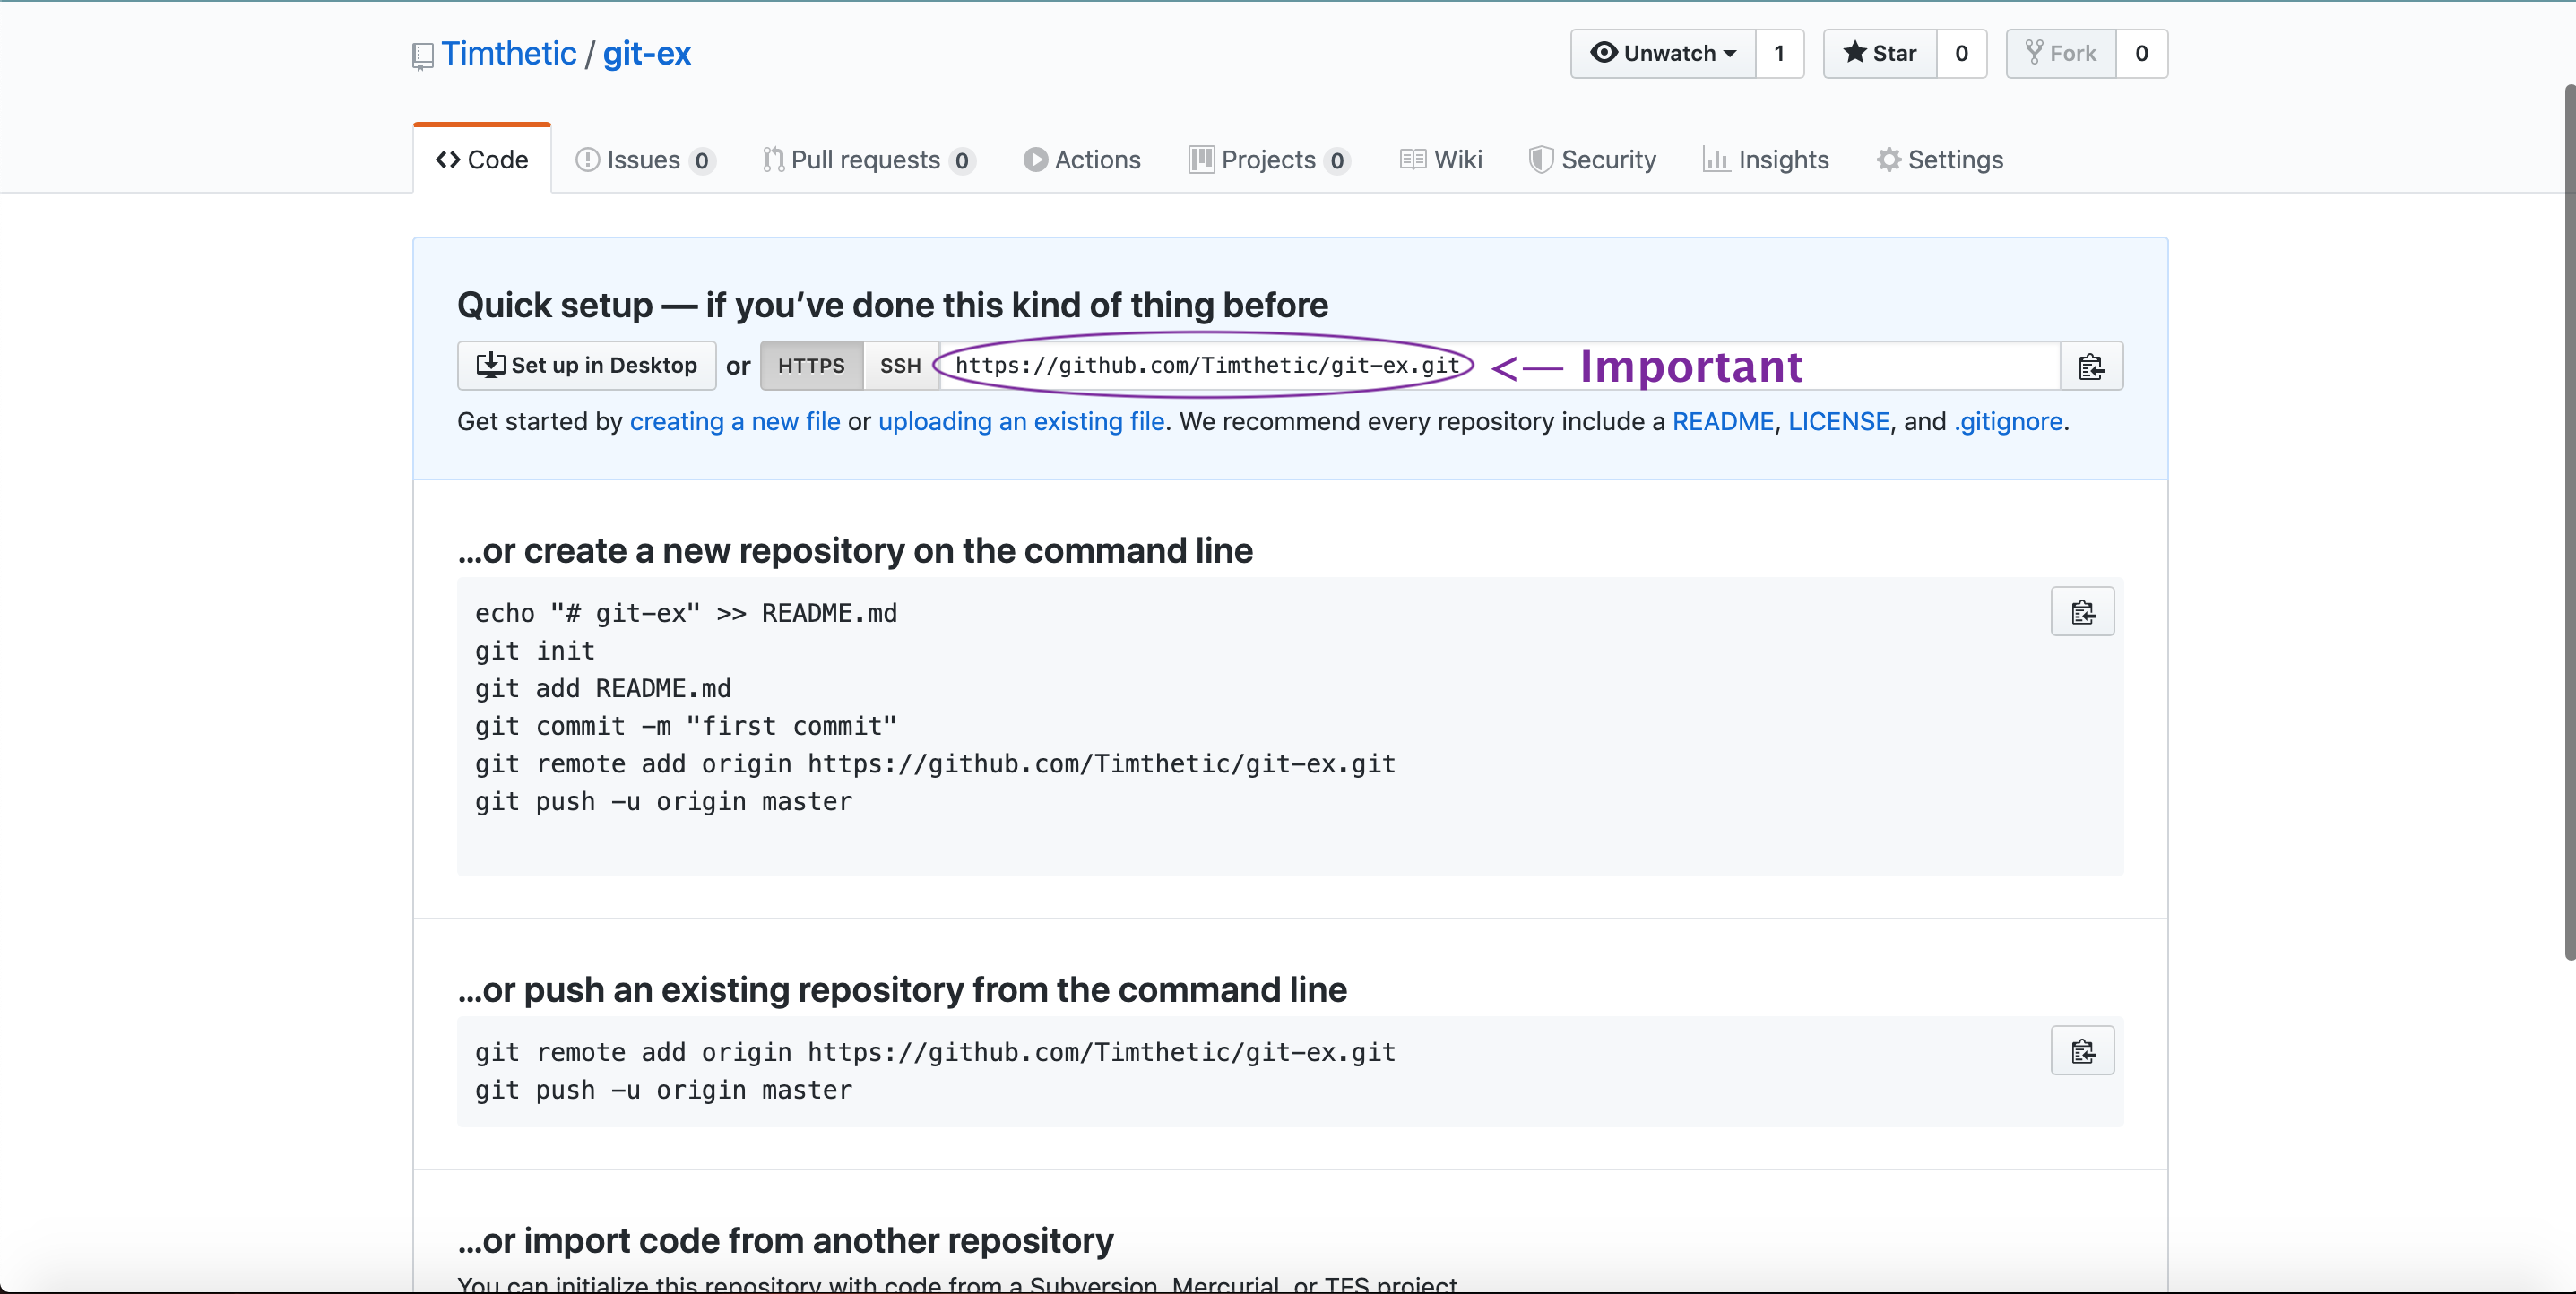 Timthetic / git-ex
Unwatch 1 Star 0 Fork 0
Code Issues 0 Pull requests 0 Actions Projects 0 Wiki Security Insights Settings
Quick setup — if you’ve done this kind of thing before
Set up in Desktop or HTTPS SSH https://github.com/Timthetic/git-ex.git <— Important
Get started by creating a new file or uploading an existing file. We recommend every repository include a README, LICENSE, and .gitignore.
…or create a new repository on the command line
echo "# git-ex" >> README.md
git init
git add README.md
git commit -m "first commit"
git remote add origin https://github.com/Timthetic/git-ex.git
git push -u origin master
…or push an existing repository from the command line
git remote add origin https://github.com/Timthetic/git-ex.git
git push -u origin master
…or import code from another repository
You can initialize this repository with code from a Subversion, Mercurial, or TFS project.